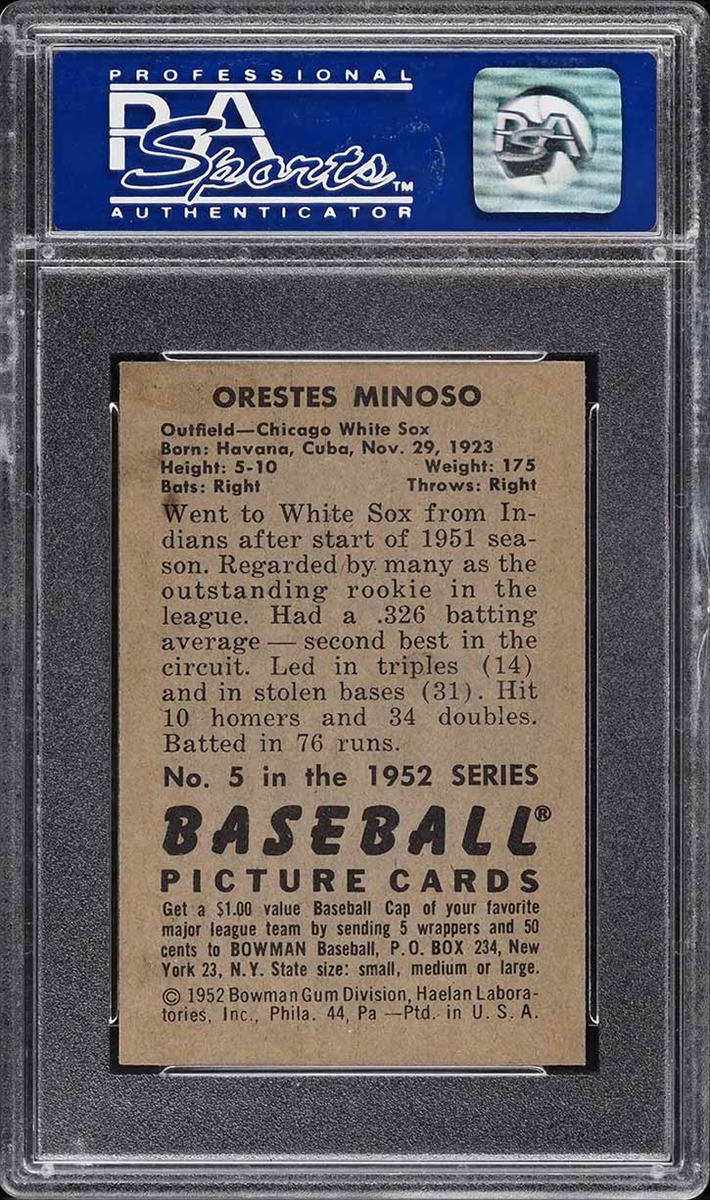 PROFESSIONAL
PSA
Sports™
AUTHENTICATOR
PSA
ORESTES MINOSO
Outfield—Chicago White Sox
Born: Havana, Cuba, Nov. 29, 1923
Height: 5-10 Weight: 175
Bats: Right Throws: Right
Went to White Sox from In-
dians after start of 1951 sea-
son. Regarded by many as the
outstanding rookie in the
league. Had a .326 batting
average — second best in the
circuit. Led in triples (14)
and in stolen bases (31). Hit
10 homers and 34 doubles.
Batted in 76 runs.
No. 5 in the 1952 SERIES
BASEBALL®
PICTURE CARDS
Get a $1.00 value Baseball Cap of your favorite
major league team by sending 5 wrappers and 50
cents to BOWMAN Baseball, P.O. BOX 234, New
York 23, N.Y. State size: small, medium or large.
© 1952 Bowman Gum Division, Haelan Labora-
tories, Inc., Phila. 44, Pa —Ptd. in U. S. A.